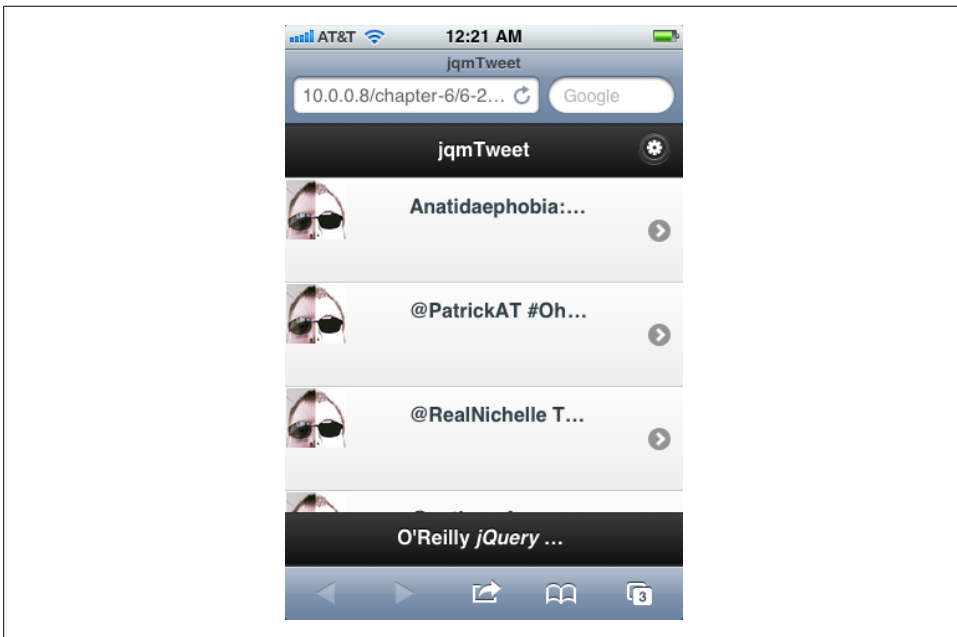 AT&T 12:21 AM
jqmTweet
10.0.0.8/chapter-6/6-2... Google
jqmTweet
Anatidaephobia:...
@PatrickAT #Oh...
@RealNichelle T...
O'Reilly jQuery ...
3